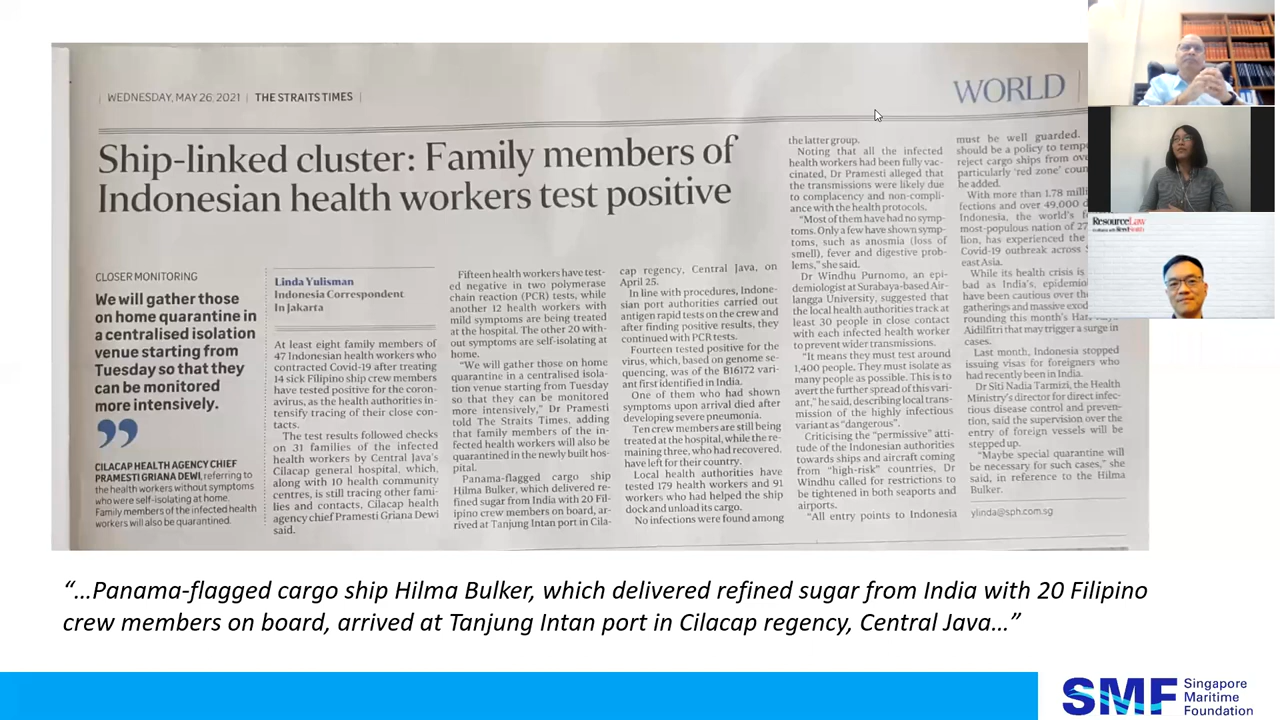 WEDNESDAY, MAY 26, 2021 | THE STRAITS TIMES |
WORLD
Ship-linked cluster: Family members of
Indonesian health workers test positive
CLOSER MONITORING
We will gather those
on home quarantine in
a centralised isolation
venue starting from
Tuesday so that they
can be monitored
more intensively.
”
CILACAP HEALTH AGENCY CHIEF
PRAMESTI GRIANA DEWI, referring to
the health workers without symptoms
who were self-isolating at home.
Family members of the infected health
workers will also be quarantined.
Linda Yulisman
Indonesia Correspondent
In Jakarta
At least eight family members of
47 Indonesian health workers who
contracted Covid-19 after treating
14 sick Filipino ship crew members
have tested positive for the coron-
avirus, as the health authorities in-
tensify tracing of their close con-
tacts.
The test results followed checks
on 31 families of the infected
health workers by Central Java's
Cilacap general hospital, which,
along with 10 health community
centres, is still tracing other fami-
lies and contacts, Cilacap health
agency chief Pramesti Griana Dewi
said.
Fifteen health workers have test-
ed negative in two polymerase
chain reaction (PCR) tests, while
another 12 health workers with
mild symptoms are being treated
at the hospital. The other 20 with-
out symptoms are self-isolating at
home.
“We will gather those on home
quarantine in a centralised isola-
tion venue starting from Tuesday
so that they can be monitored
more intensively,” Dr Pramesti
told The Straits Times, adding
that family members of the in-
fected health workers will also be
quarantined in the newly built hos-
pital.
Panama-flagged cargo ship
Hilma Bulker, which delivered re-
fined sugar from India with 20 Fil-
ipino crew members on board, ar-
rived at Tanjung Intan port in Cila-
cap regency, Central Java, on
April 25.
In line with procedures, Indone-
sian port authorities carried out
antigen rapid tests on the crew and
after finding positive results, they
continued with PCR tests.
Fourteen tested positive for the
virus, which, based on genome se-
quencing, was the B16172 vari-
ant first identified in India.
One of them who had shown
symptoms upon arrival died after
developing severe pneumonia.
Ten crew members are still being
treated at the hospital, while the re-
maining three, who had recovered,
have left for their country.
Local health authorities have
tested 179 health workers and 91
workers who had helped the ship
dock and unload its cargo.
No infections were found among
the latter group.
Noting that all the infected
health workers had been fully vac-
cinated, Dr Pramesti alleged that
the transmissions were likely due
to complacency and non-compli-
ance with the health protocols.
“Most of them have had no symp-
toms. Only a few have shown symp-
toms, such as anosmia (loss of
smell), fever and digestive prob-
lems,” she said.
Dr Windhu Purnomo, an epi-
demiologist at Surabaya-based Air-
langga University, suggested that
the local health authorities track at
least 30 people in close contact
with each infected health worker
to prevent wider transmissions.
“It means they must test around
1,400 people. They must isolate as
many people as possible. This is to
avert the further spread of this vari-
ant,” he said, describing local trans-
mission of the highly infectious
variant as “dangerous”.
Criticising the “permissive” atti-
tude of the Indonesian authorities
towards ships and aircraft coming
from “high-risk” countries, Dr
Windhu called for restrictions to
be tightened in both seaports and
airports.
“All entry points to Indonesia
must be well guarded.
should be a policy to temp
reject cargo ships from ov
particularly ‘red zone’ coun
he added.
With more than 1.78 milli
fections and over 49,000 d
Indonesia, the world's f
most-populous nation of 27
lion, has experienced the
Covid-19 outbreak across
east Asia.
While its health crisis is
bad as India's, epidemiol
have been cautious over the
gatherings and massive exod
rounding this month's Hari
Aidilfitri that may trigger a surge in
cases.
Last month, Indonesia stopped
issuing visas for foreigners who
had recently been in India.
Dr Siti Nadia Tarmizi, the Health
Ministry's director for direct infec-
tious disease control and preven-
tion, said the supervision over the
entry of foreign vessels will be
stepped up.
“Maybe special quarantine will
be necessary for such cases,” she
said, in reference to the Hilma
Bulker.
ylinda@sph.com.sg
ResourceLaw
“…Panama-flagged cargo ship Hilma Bulker, which delivered refined sugar from India with 20 Filipino
crew members on board, arrived at Tanjung Intan port in Cilacap regency, Central Java…”
SMF Singapore
Maritime
Foundation